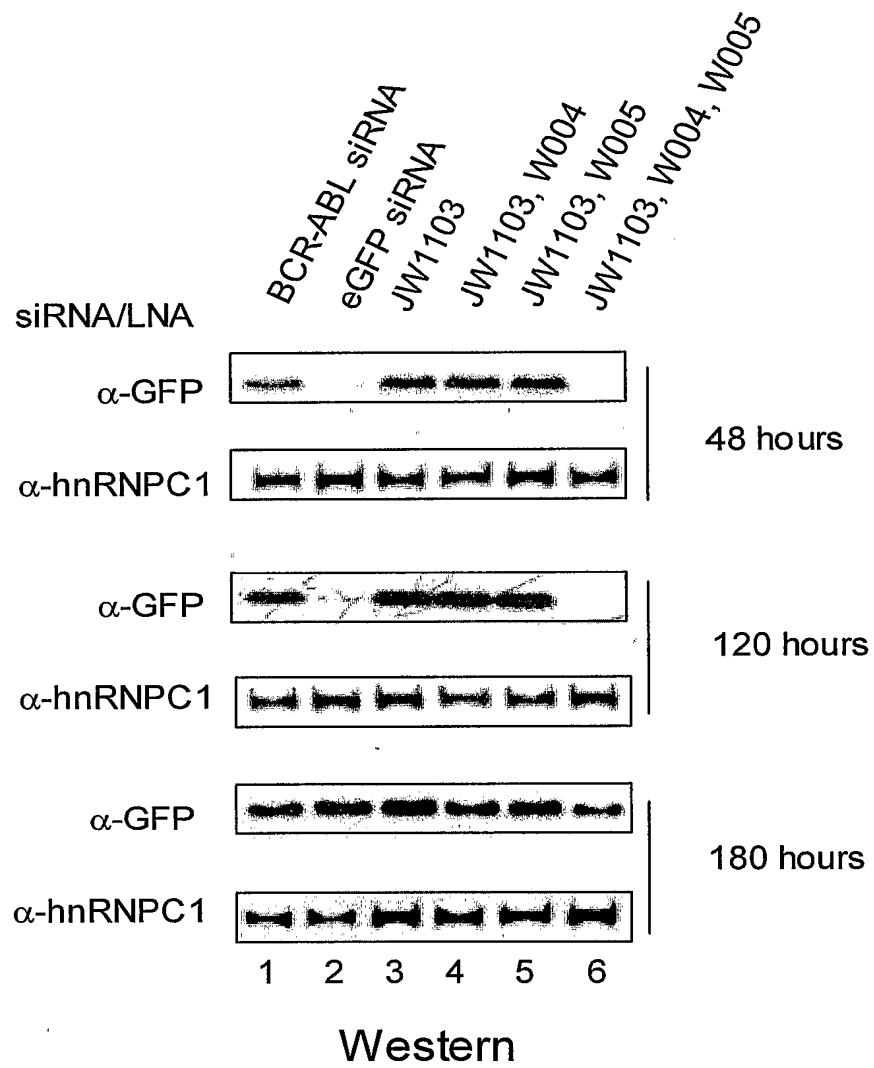 BCR-ABL siRNA
eGFP siRNA
JW1103
JW1103, W004
JW1103, W005
JW1103, W004, W005
siRNA/LNA
α-GFP
48 hours
α-hnRNPC1
α-GFP
120 hours
α-hnRNPC1
α-GFP
180 hours
α-hnRNPC1
1 2 3 4 5 6
Western